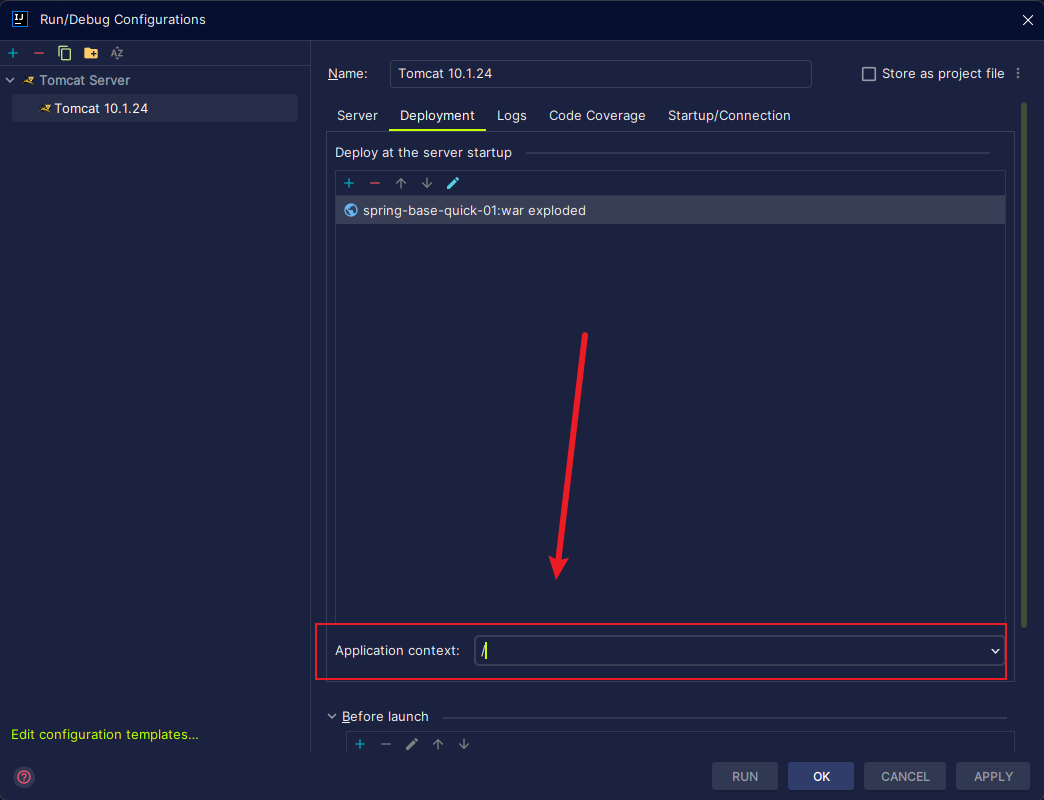 Run/Debug Configurations
Tomcat Server
Tomcat 10.1.24
Edit configuration templates...
Name: Tomcat 10.1.24 Store as project file
Server Deployment Logs Code Coverage Startup/Connection
Deploy at the server startup
spring-base-quick-01:war exploded
Application context: /
Before launch
RUN OK CANCEL APPLY